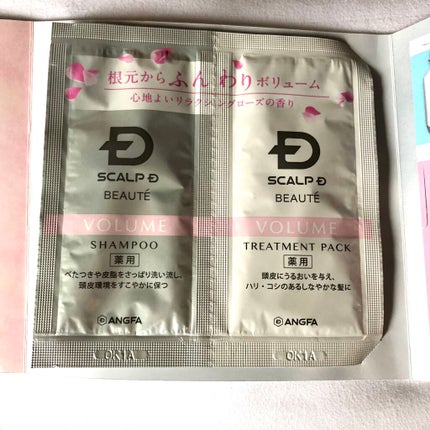 根元からふんわりボリューム
心地よいリラクシングローズの香り
SCALP D
BEAUTÉ
VOLUME
SHAMPOO
薬用
べたつきや皮脂をさっぱり洗い流し、
頭皮環境をすこやかに保つ
ANGFA
OK1A
SCALP D
BEAUTÉ
VOLUME
TREATMENT PACK
薬用
頭皮にうるおいを与え、
ハリ・コシのあるしなやかな髪に
ANGFA
OK1A